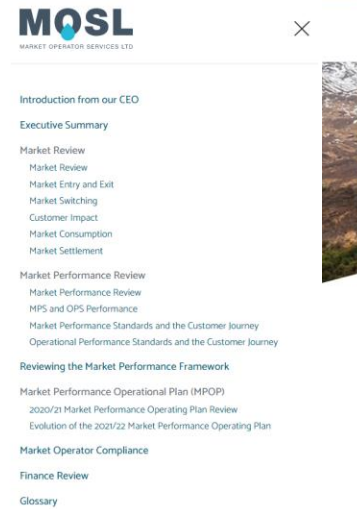 MOSL
MARKET OPERATOR SERVICES LTD
Introduction from our CEO
Executive Summary
Market Review
Market Review
Market Entry and Exit
Market Switching
Customer Impact
Market Consumption
Market Settlement
Market Performance Review
Market Performance Review
MPS and OPS Performance
Market Performance Standards and the Customer Journey
Operational Performance Standards and the Customer Journey
Reviewing the Market Performance Framework
Market Performance Operational Plan (MPOP)
2020/21 Market Performance Operating Plan Review
Evolution of the 2021/22 Market Performance Operating Plan
Market Operator Compliance
Finance Review
Glossary